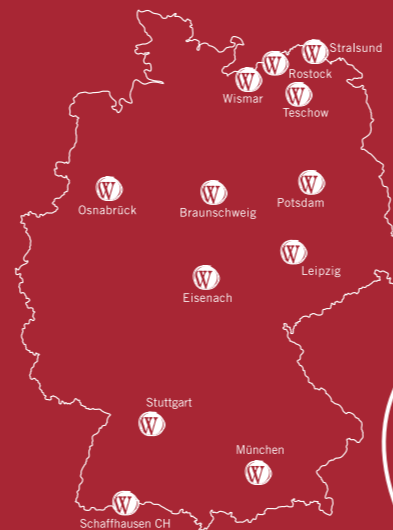 W
Stralsund
W
Rostock
W
Wismar
W
Teschow
W
Osnabrück
W
Braunschweig
W
Potsdam
W
Leipzig
W
Eisenach
Stuttgart
W
München
W
W
Schaffhausen CH